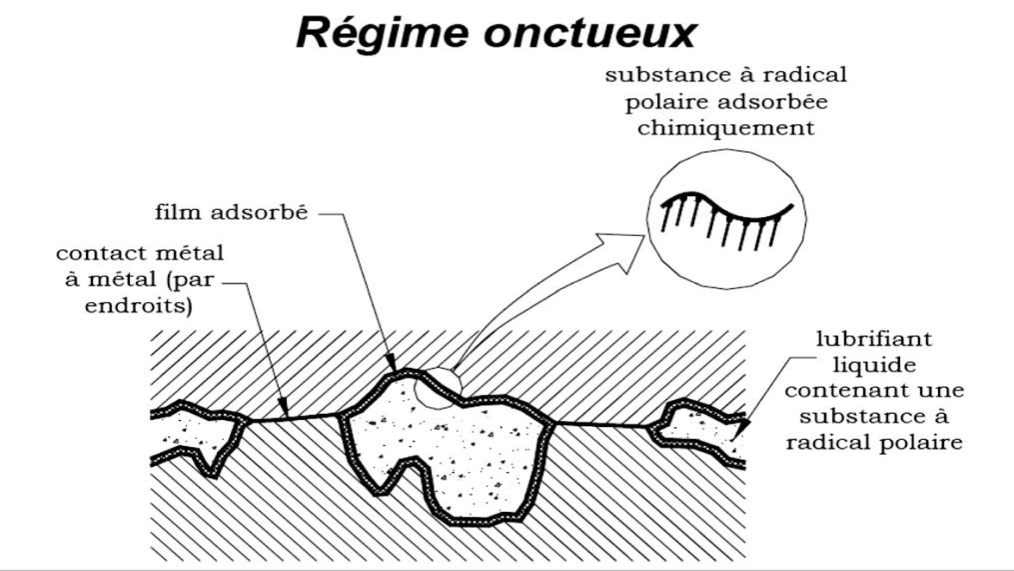 Régime onctueux
substance à radical
polaire adsorbée
chimiquement
film adsorbé
contact métal
à métal (par
endroits)
lubrifiant
liquide
contenant une
substance à
radical polaire